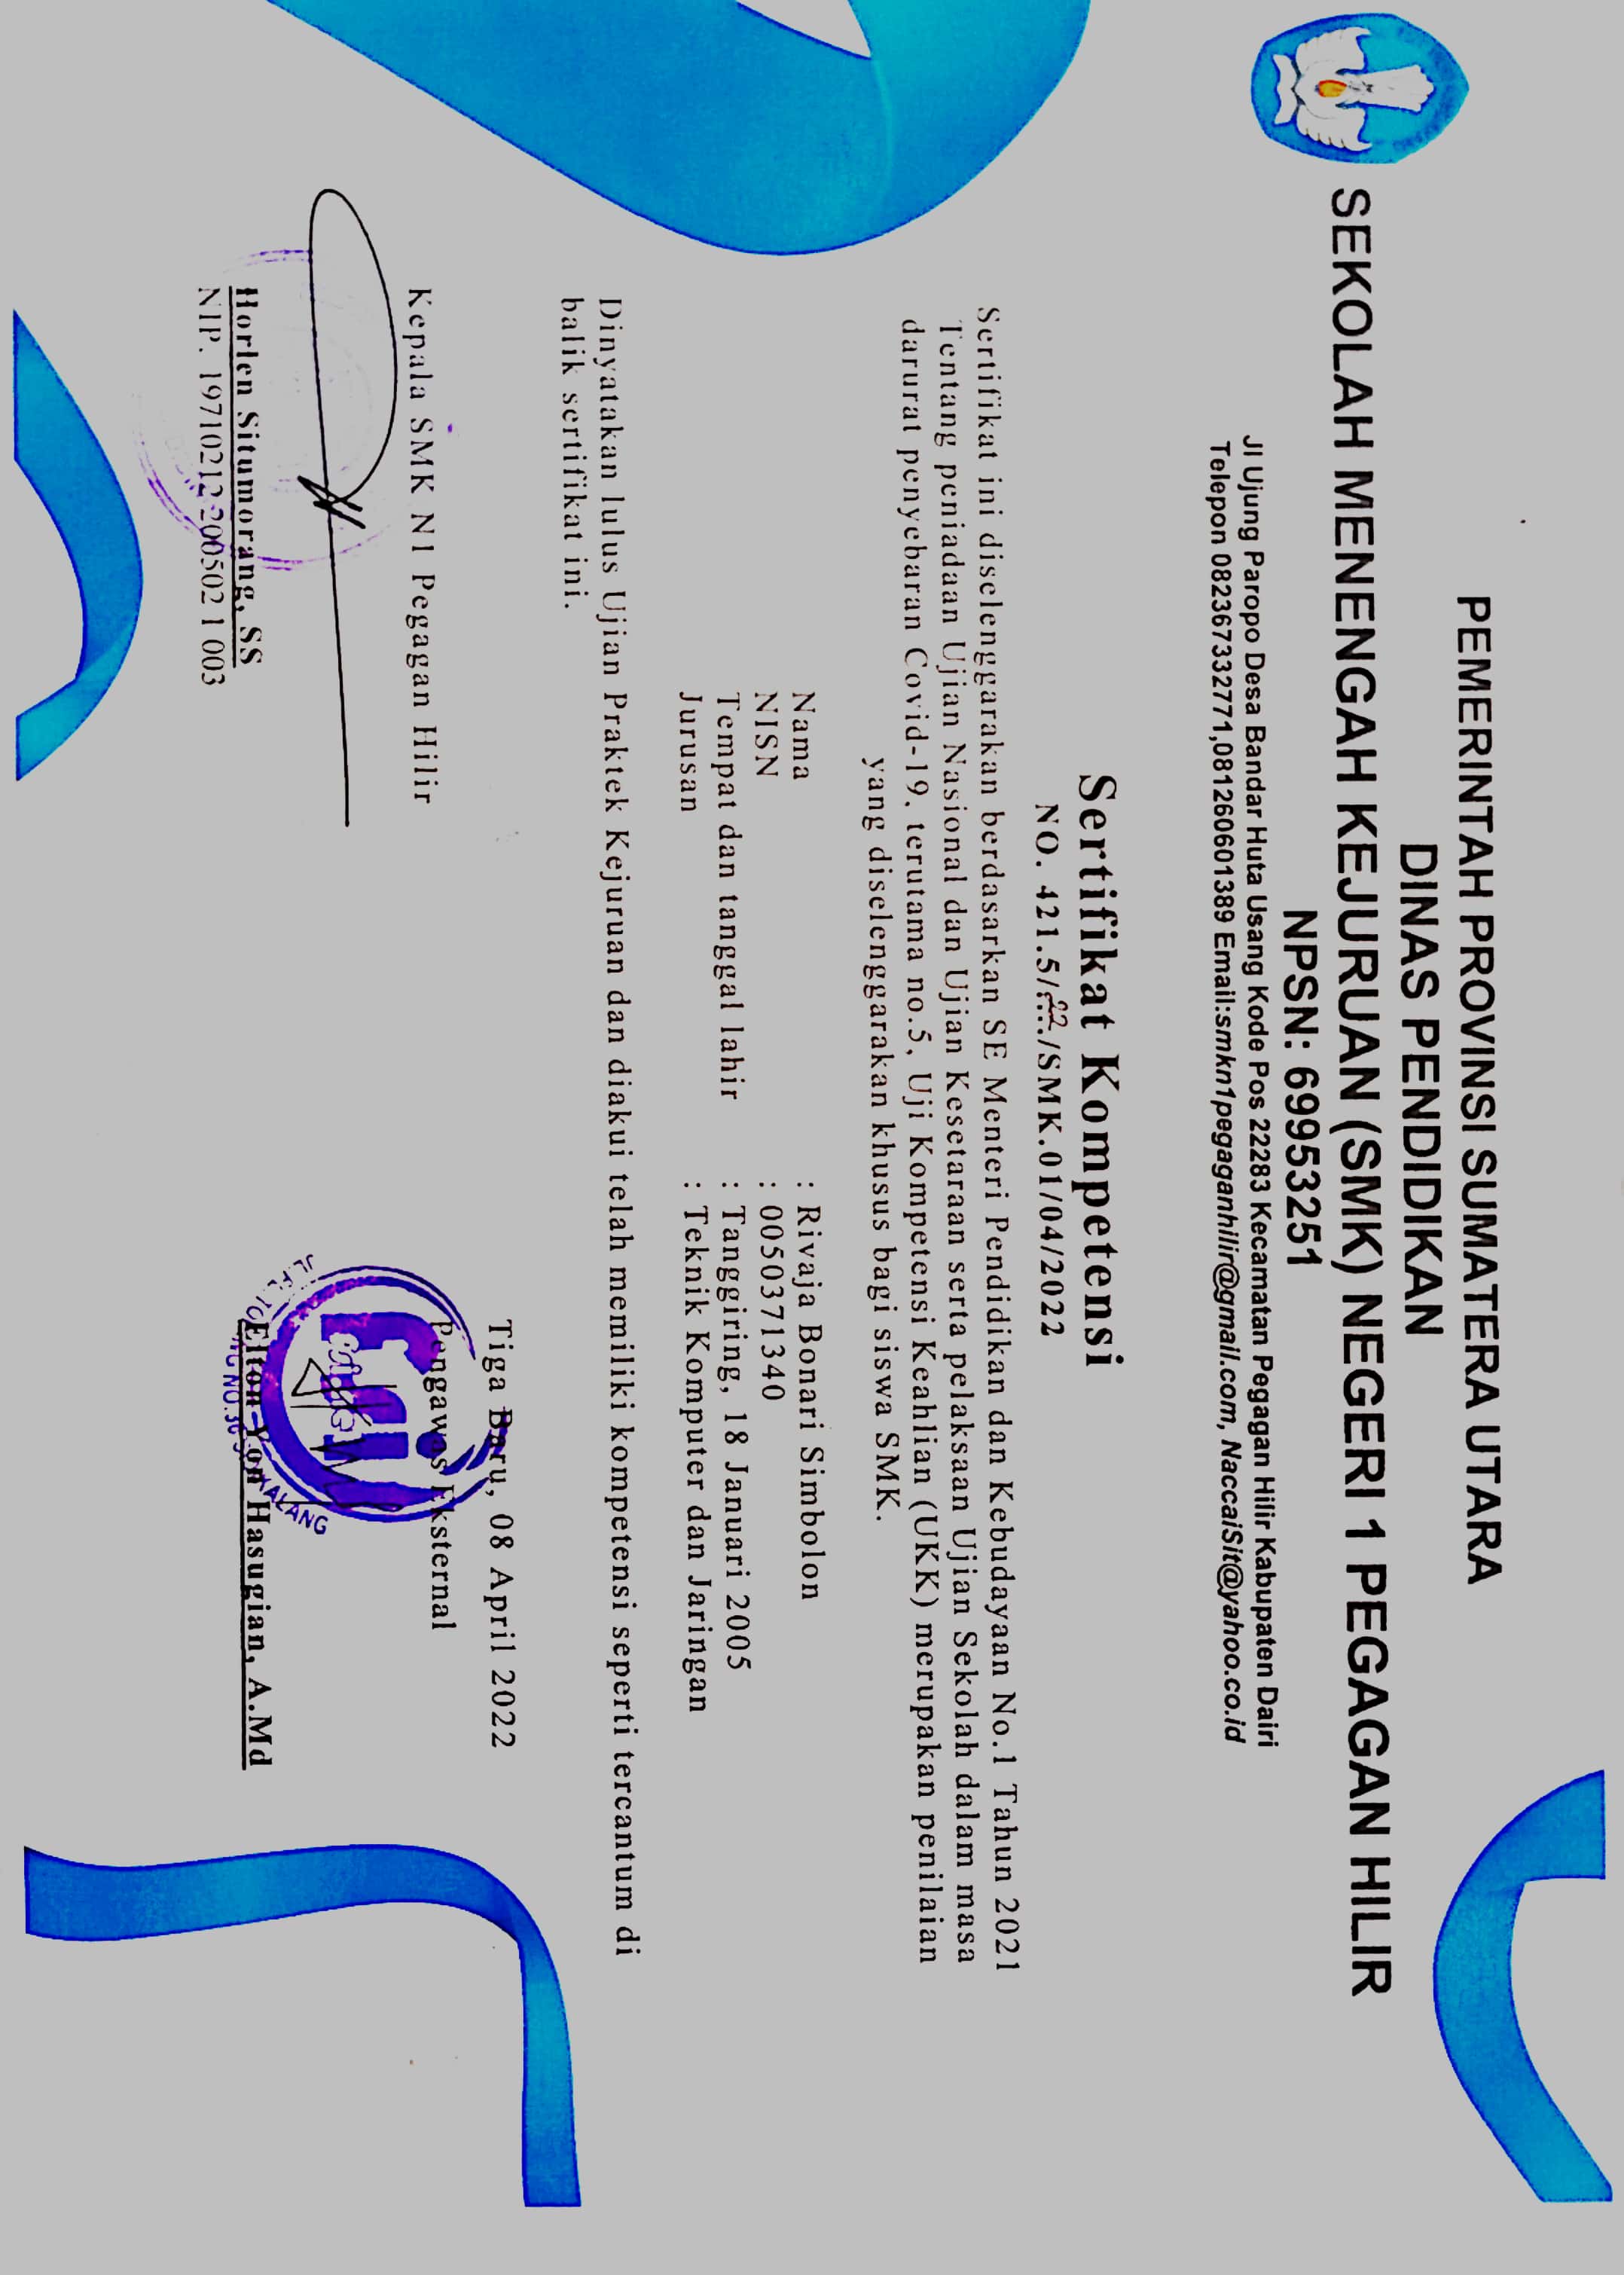 PEMERINTAH PROVINSI SUMATERA UTARA
DINAS PENDIDIKAN
SEKOLAH MENENGAH KEJURUAN (SMK) NEGERI 1 PEGAGAN HILIR
NPSN: 69953251
Jl Ujung Paropo Desa Bandar Huta Usang Kode Pos 22283 Kecamatan Pegagan Hilir Kabupaten Dairi
Telepon 082367332771,081260601389 Email:smkn1pegaganhilir@gmail.com, NaccaiSit@yahoo.co.id
Sertifikat Kompetensi
NO. 421.5/22/SMK.01/04/2022
Sertifikat ini diselenggarakan berdasarkan SE Menteri Pendidikan dan Kebudayaan No.1 Tahun 2021
Tentang peniadaan Ujian Nasional dan Ujian Kesetaraan serta pelaksaan Ujian Sekolah dalam masa
darurat penyebaran Covid-19, terutama no.5, Uji Kompetensi Keahlian (UKK) merupakan penilaian
yang diselenggarakan khusus bagi siswa SMK.
Nama : Rivaja Bonari Simbolon
NISN : 0050371340
Tempat dan tanggal lahir : Tanggiring, 18 Januari 2005
Jurusan : Teknik Komputer dan Jaringan
Dinyatakan lulus Ujian Praktek Kejuruan dan diakui telah memiliki kompetensi seperti tercantum di
balik sertifikat ini.
Tiga Baru, 08 April 2022
Kepala SMK N1 Pegagan Hilir
Pengawas Eksternal
Horlen Situmorang, SS
NIP. 19710212 200502 1 003
Elton Yon Hasugian, A.Md